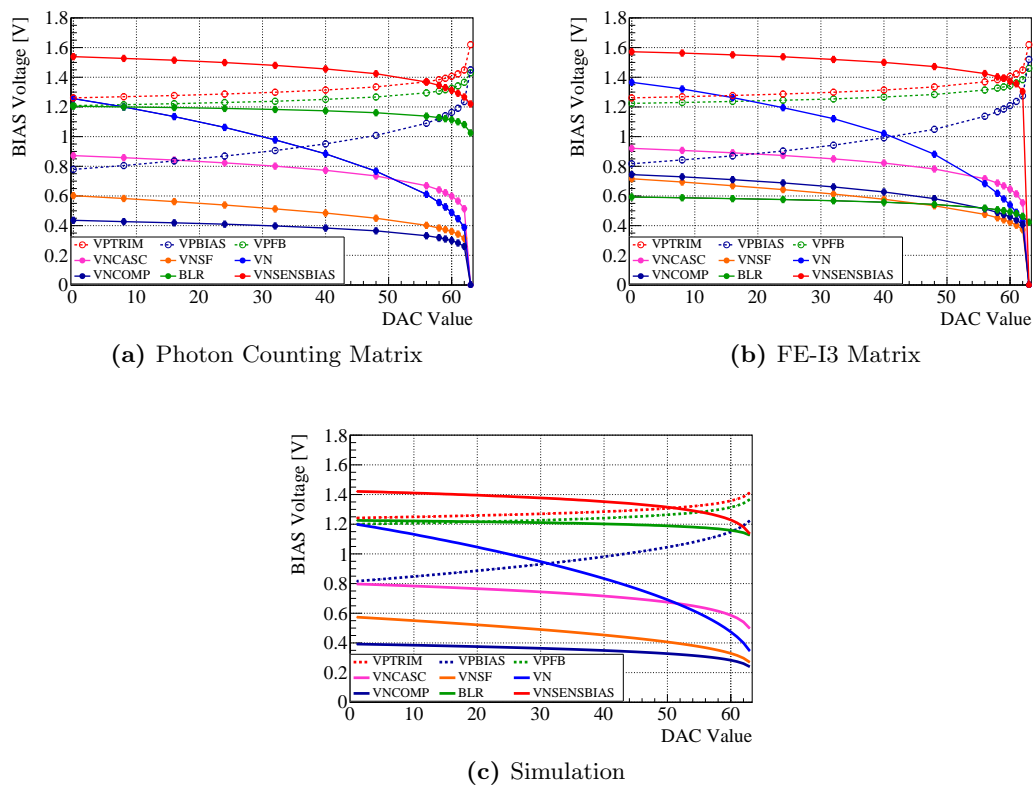 BIAS Voltage [V]
1.8
1.6
1.4
1.2
1
0.8
0.6
0.4
0.2
0
VPTRIM VPBIAS VPFB
VNCASC VNSF VN
VNCOMP BLR VNSENSBIAS
0 10 20 30 40 50 60
DAC Value
(a) Photon Counting Matrix
BIAS Voltage [V]
1.8
1.6
1.4
1.2
1
0.8
0.6
0.4
0.2
0
VPTRIM VPBIAS VPFB
VNCASC VNSF VN
VNCOMP BLR VNSENSBIAS
0 10 20 30 40 50 60
DAC Value
(b) FE-I3 Matrix
BIAS Voltage [V]
1.8
1.6
1.4
1.2
1
0.8
0.6
0.4
0.2
0
VPTRIM VPBIAS VPFB
VNCASC VNSF VN
VNCOMP BLR VNSENSBIAS
0 10 20 30 40 50 60
DAC Value
(c) Simulation